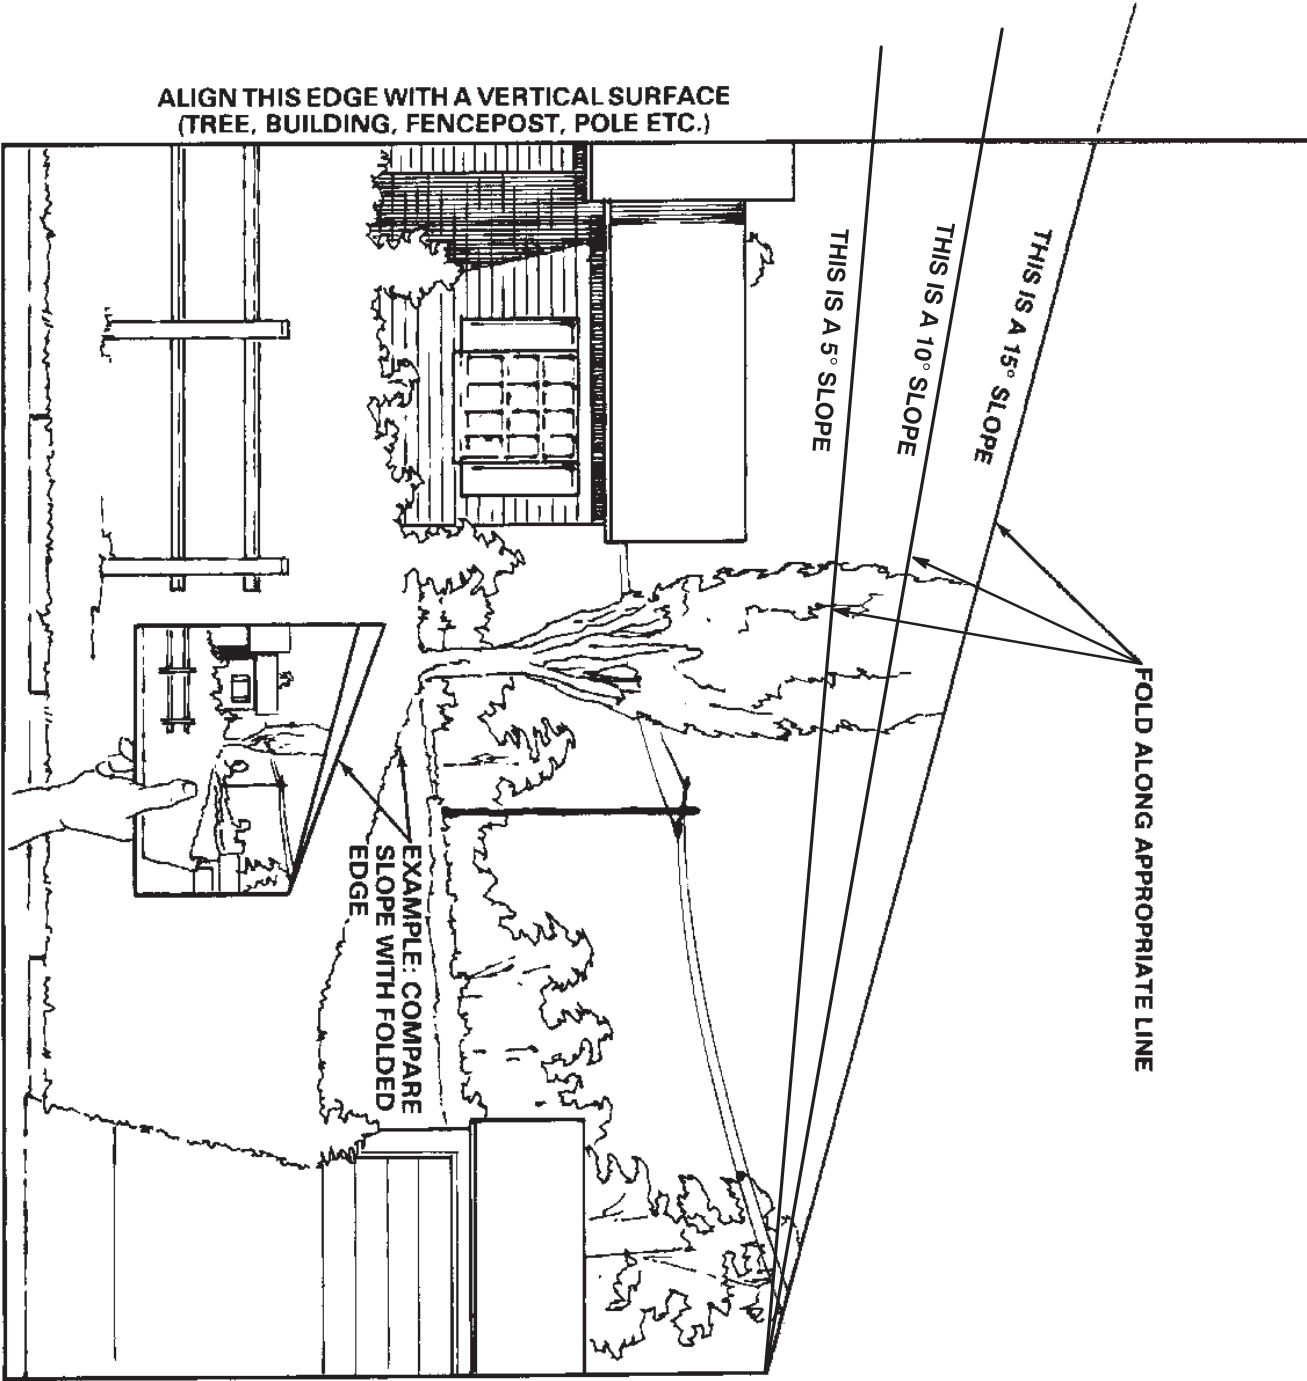 ALIGN THIS EDGE WITH A VERTICAL SURFACE
(TREE, BUILDING, FENCEPOST, POLE ETC.)
THIS IS A 15° SLOPE
THIS IS A 10° SLOPE
THIS IS A 5° SLOPE
FOLD ALONG APPROPRIATE LINE
EXAMPLE: COMPARE
SLOPE WITH FOLDED
EDGE